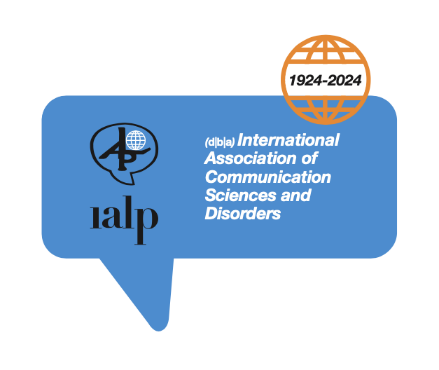 1924-2024
(d|b|a) International
Association of
Communication
Sciences and
Disorders
ialp